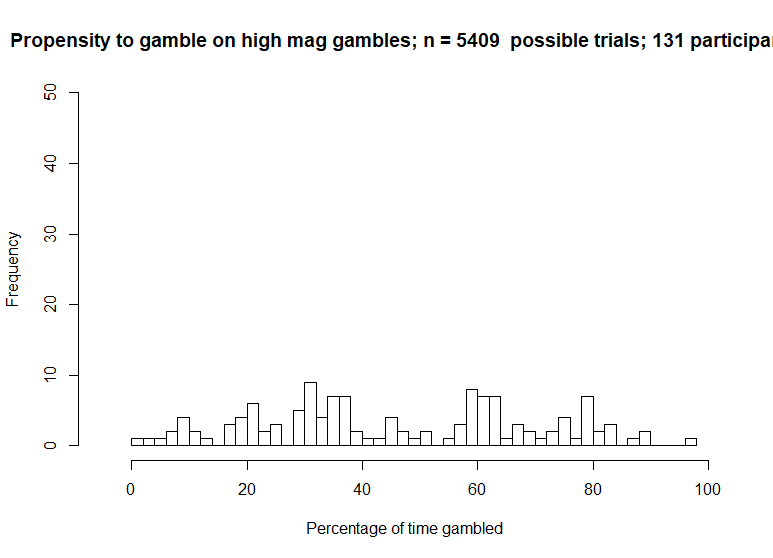 Propensity to gamble on high mag gambles; n = 5409 possible trials; 131 participa
50
40
30
20
10
0
Frequency
0 20 40 60 80 100
Percentage of time gambled